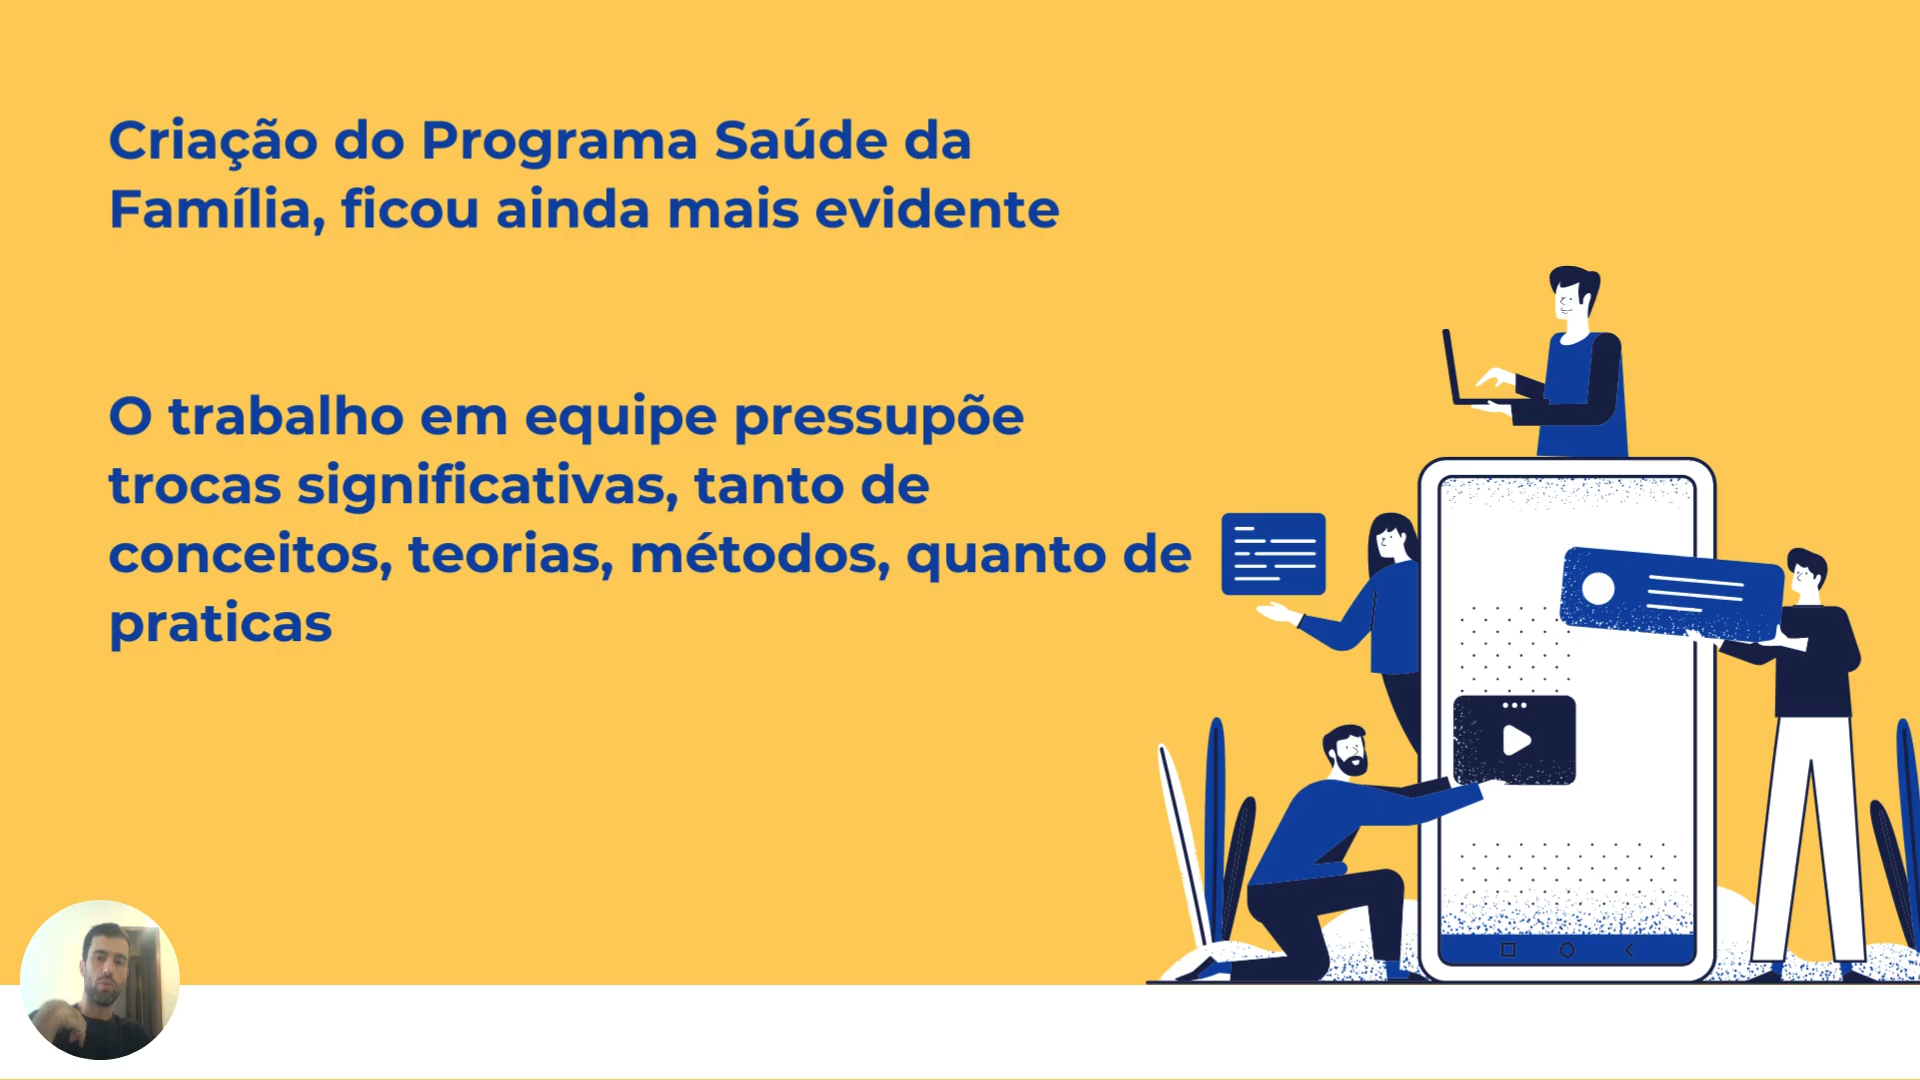 Criação do Programa Saúde da
Família, ficou ainda mais evidente
O trabalho em equipe pressupõe
trocas significativas, tanto de
conceitos, teorias, métodos, quanto de
praticas